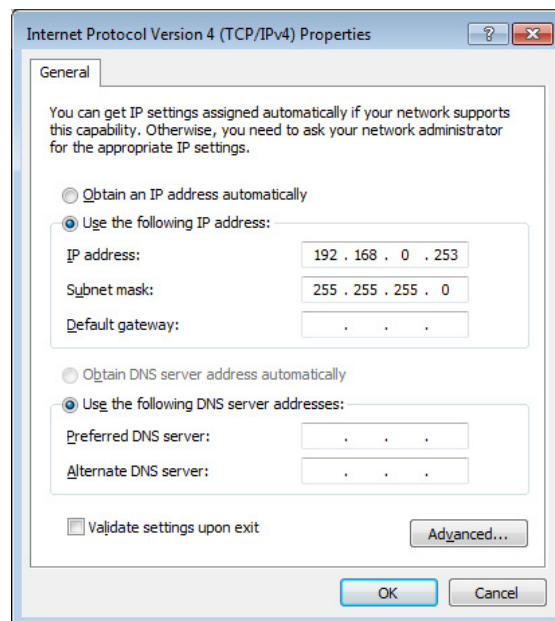 Internet Protocol Version 4 (TCP/IPv4) Properties
General
You can get IP settings assigned automatically if your network supports
this capability. Otherwise, you need to ask your network administrator
for the appropriate IP settings.
Obtain an IP address automatically
Use the following IP address:
IP address: 192 . 168 . 0 . 253
Subnet mask: 255 . 255 . 255 . 0
Default gateway: . . .
Obtain DNS server address automatically
Use the following DNS server addresses:
Preferred DNS server: . . .
Alternate DNS server: . . .
Validate settings upon exit
Advanced...
OK Cancel